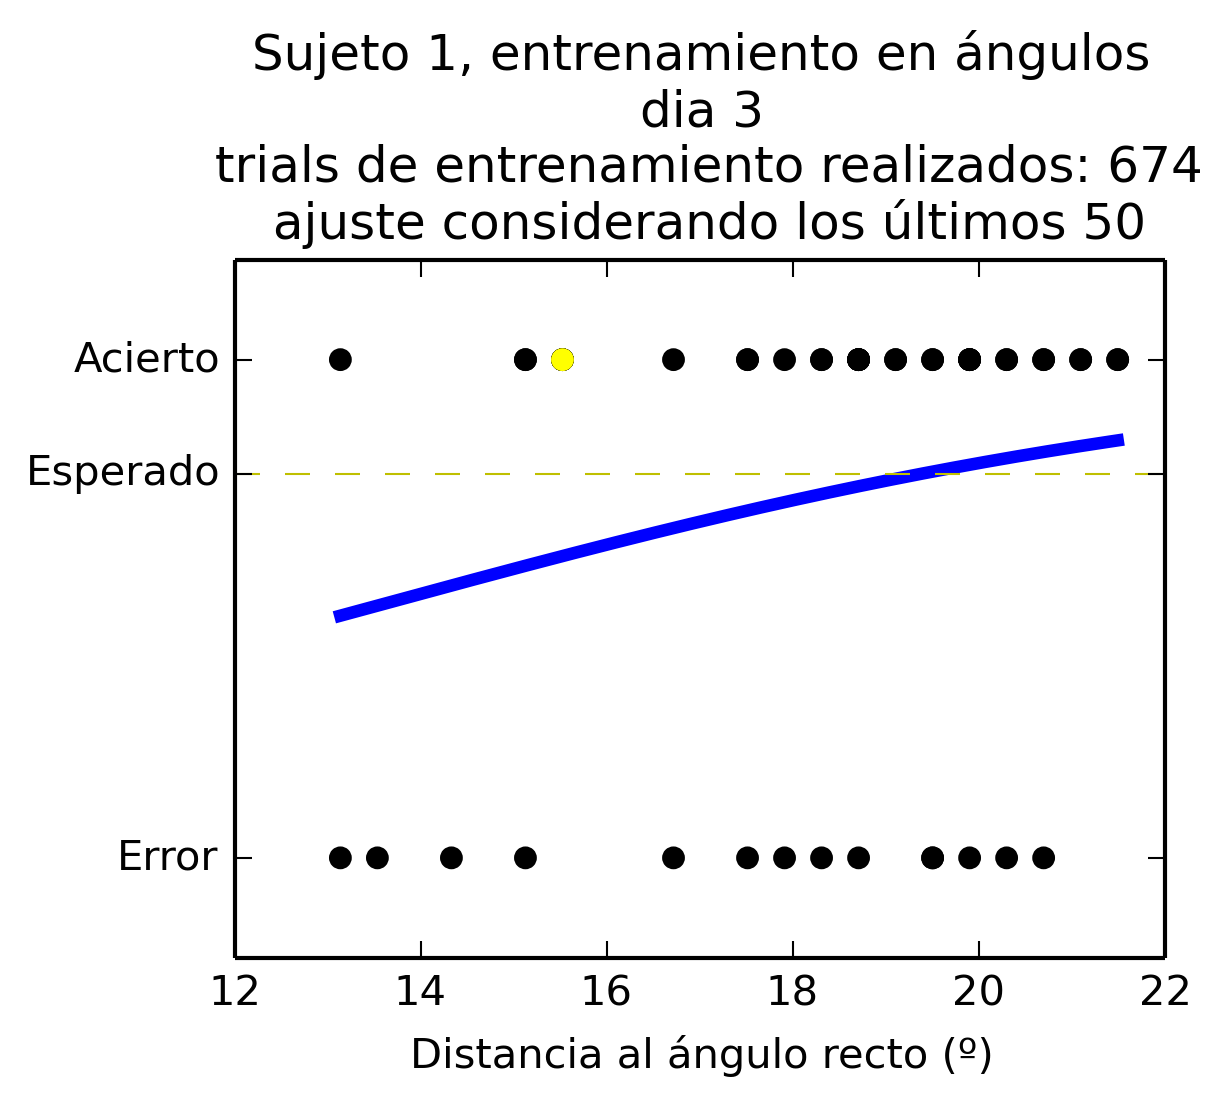 Sujeto 1, entrenamiento en ángulos
dia 3
trials de entrenamiento realizados: 674
ajuste considerando los últimos 50
Acierto
Esperado
Error
12 14 16 18 20 22
Distancia al ángulo recto (º)